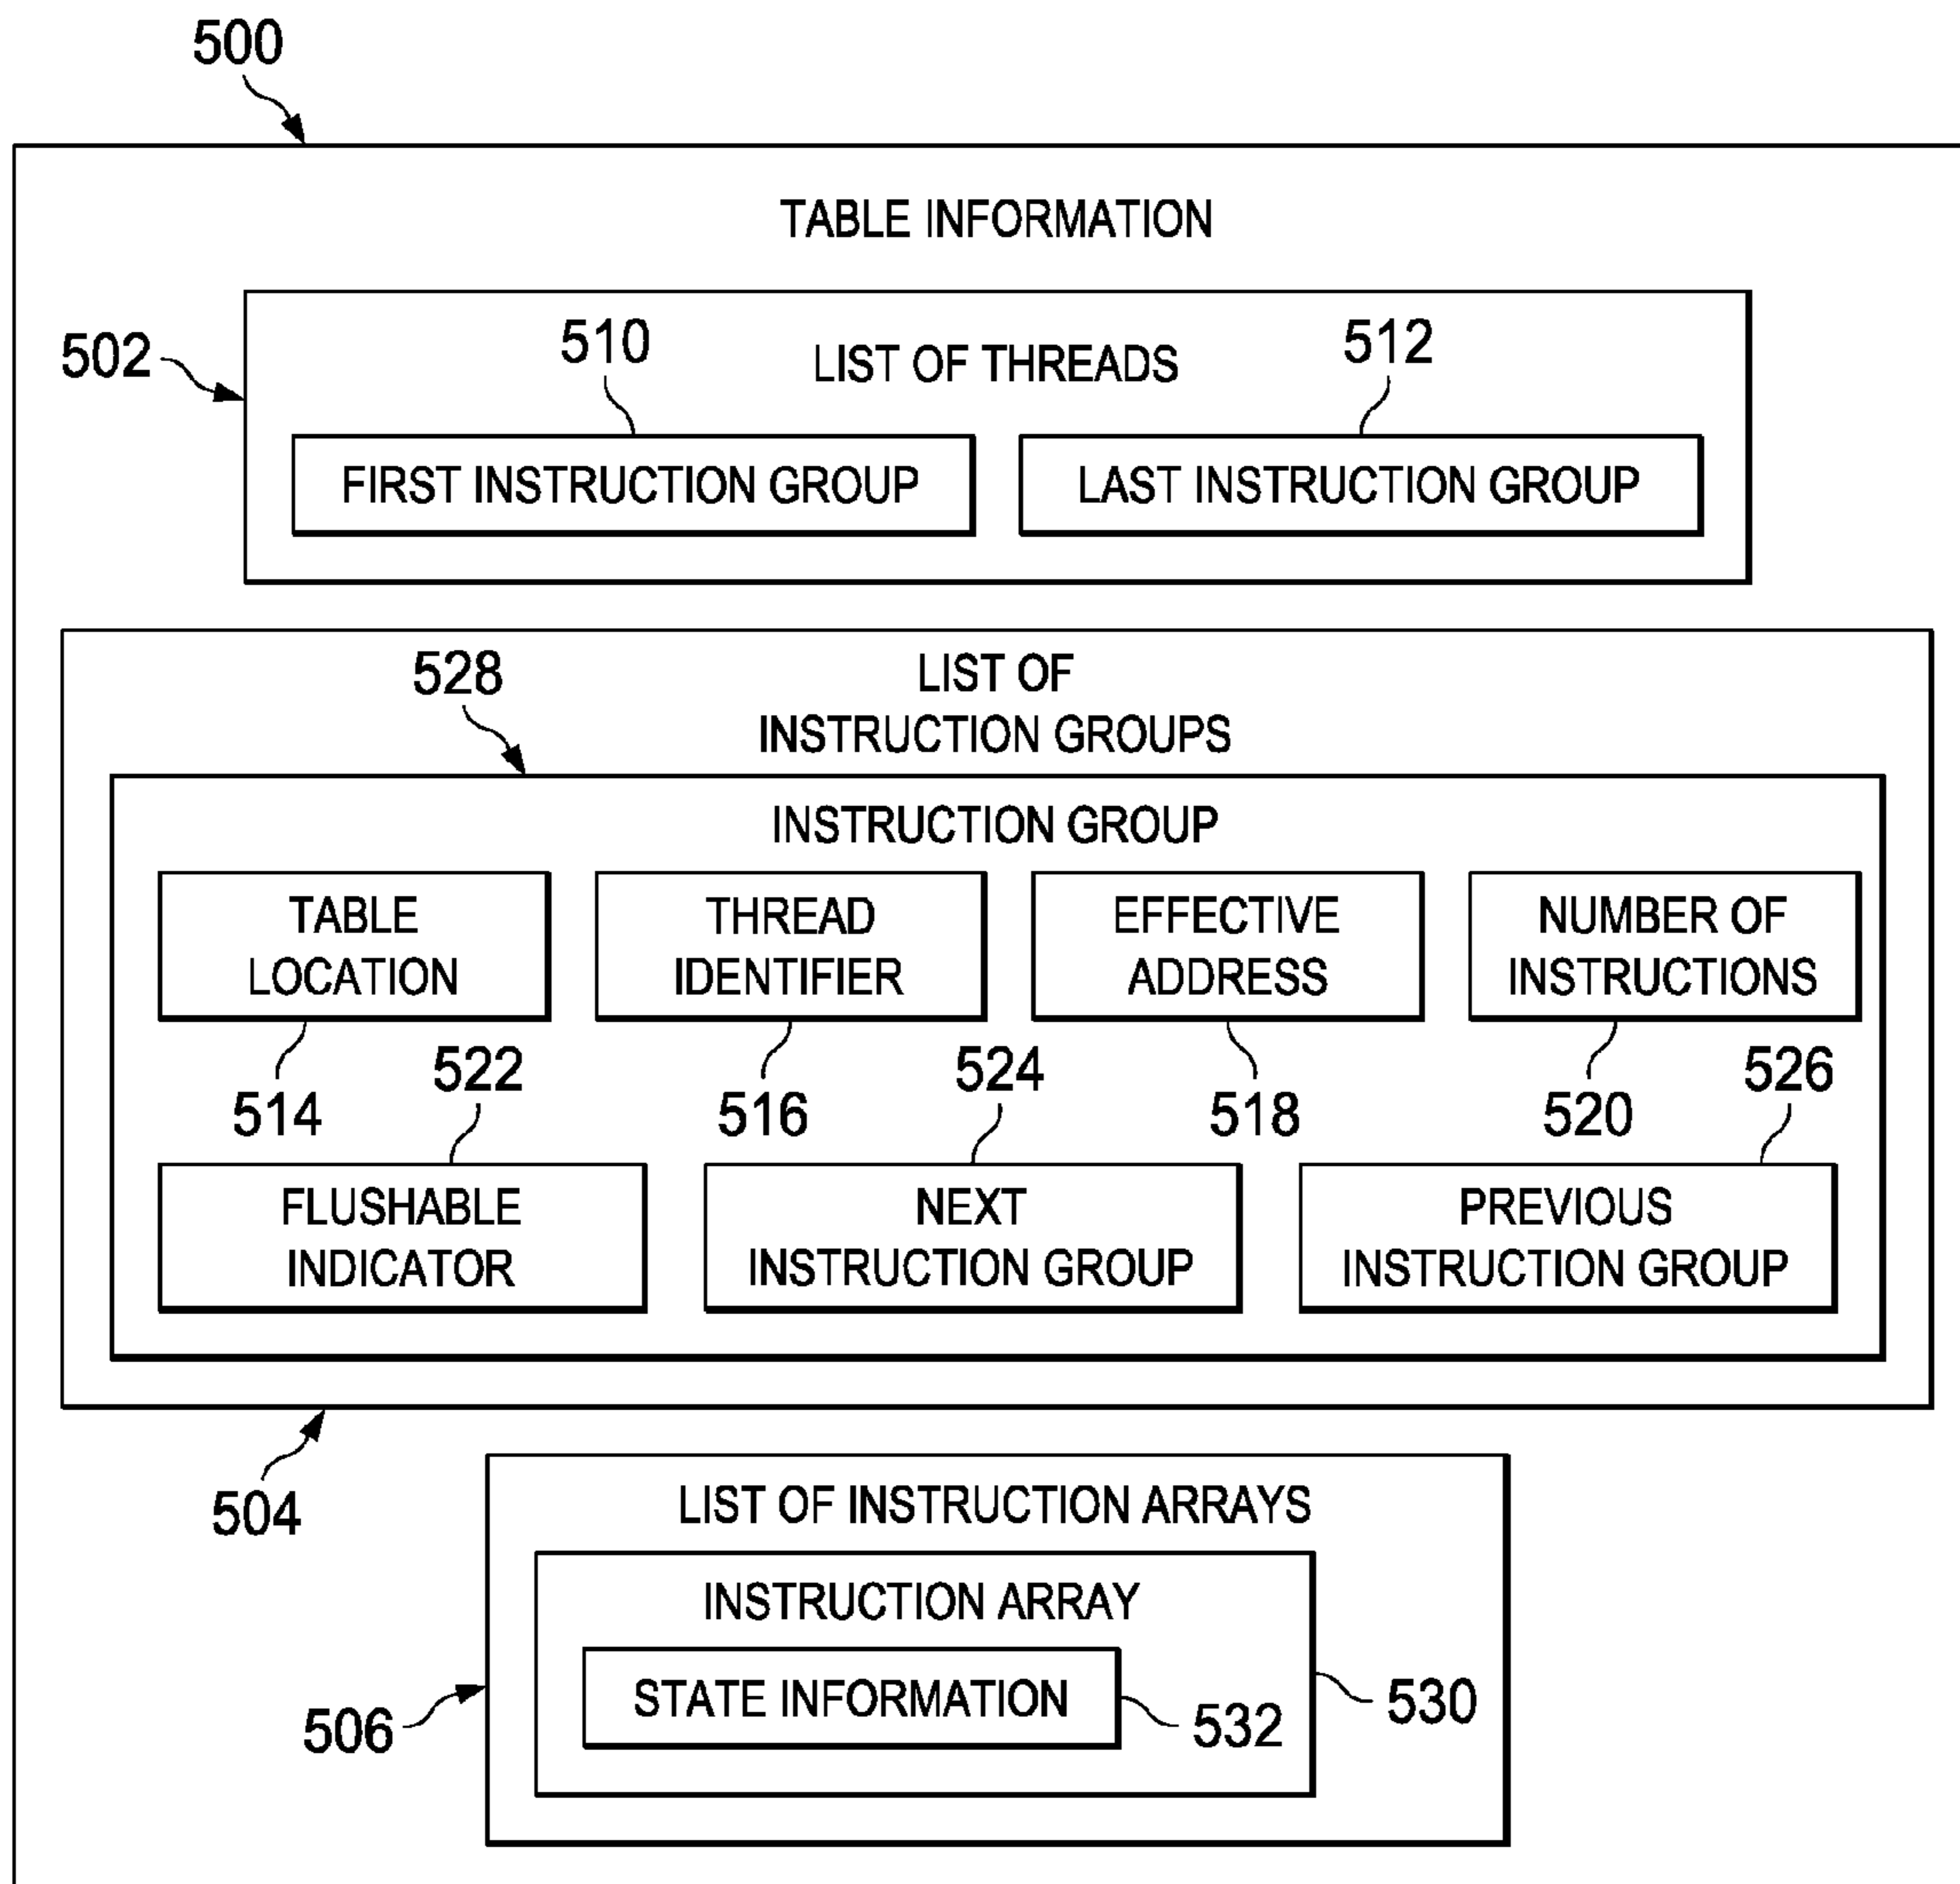 500
TABLE INFORMATION
502
510
LIST OF THREADS
512
FIRST INSTRUCTION GROUP
LAST INSTRUCTION GROUP
528
LIST OF
INSTRUCTION GROUPS
INSTRUCTION GROUP
TABLE
LOCATION
THREAD
IDENTIFIER
EFFECTIVE
ADDRESS
NUMBER OF
INSTRUCTIONS
514
522
516
524
518
520
526
FLUSHABLE
INDICATOR
NEXT
INSTRUCTION GROUP
PREVIOUS
INSTRUCTION GROUP
504
LIST OF INSTRUCTION ARRAYS
INSTRUCTION ARRAY
STATE INFORMATION
506
532
530